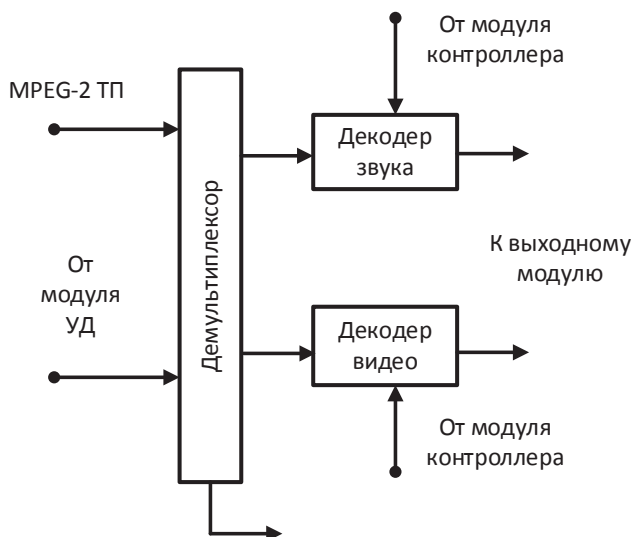 От модуля
контроллера
MPEG-2 ТП
Декодер
звука
Демультиплексор
К выходному
модулю
От
модуля
УД
Декодер
видео
От модуля
контроллера